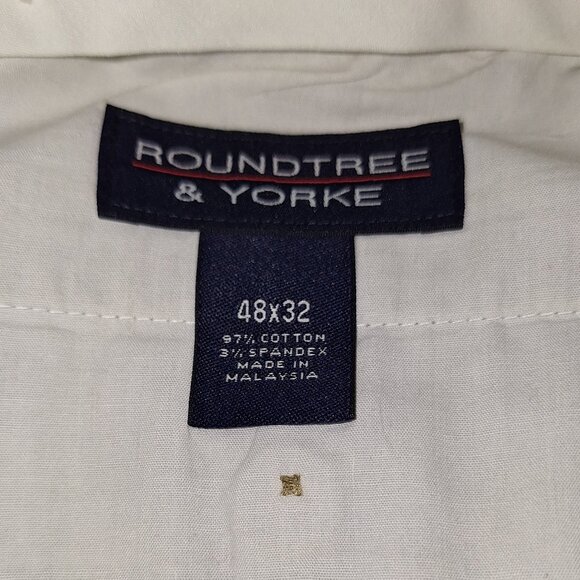 ROUNDTREE
& YORKE
48X32
97% COTTON
3% SPANDEX
MADE IN
MALAYSIA